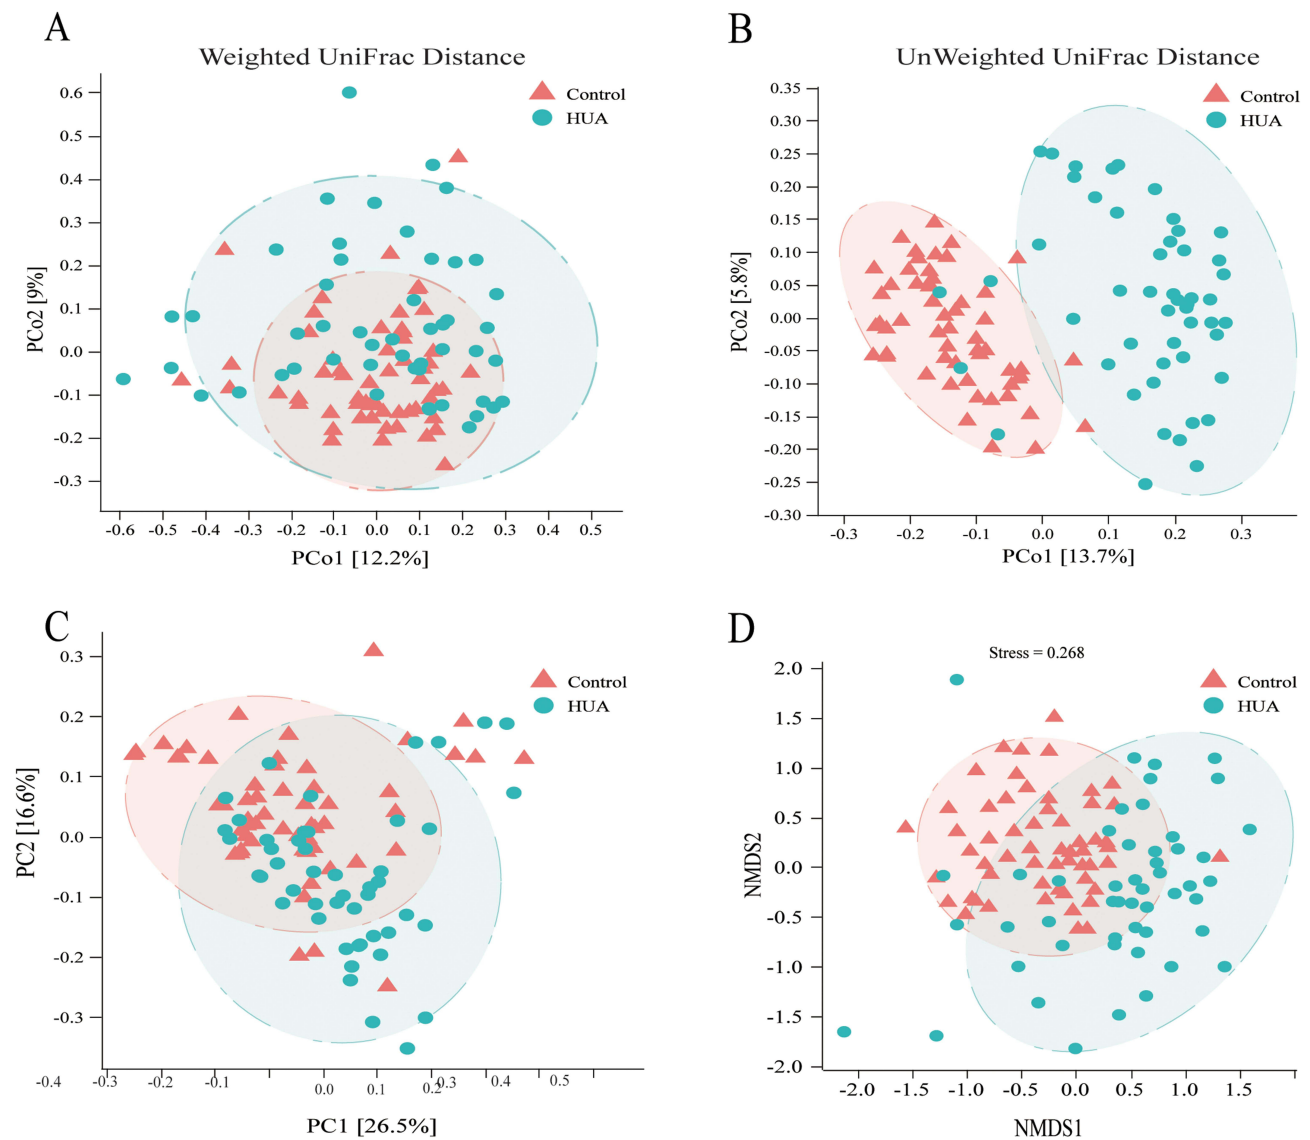 A
Weighted UniFrac Distance
Control
HUA
0.6
0.5
0.4
0.3
0.2
0.1
0.0
-0.1
-0.2
-0.3
PCo2 [9%]
-0.6 -0.5 -0.4 -0.3 -0.2 -0.1 0.0 0.1 0.2 0.3 0.2 0.5
PCo1 [12.2%]
B
UnWeighted UniFrac Distance
Control
HUA
0.35
0.30
0.25
0.20
0.15
0.10
0.05
0.00
-0.05
-0.10
-0.15
-0.20
-0.25
-0.30
PCo2 [5.8%]
-0.3 -0.2 -0.1 0.0 0.1 0.2 0.3
PCo1 [13.7%]
C
Control
HUA
0.3
0.2
0.1
0.0
-0.1
-0.2
-0.3
PC2 [16.6%]
-0.4 -0.3 -0.2 -0.1 0.0 0.1 0.2 0.3 0.4 0.5
PC1 [26.5%]
D
Stress = 0.268
Control
HUA
2.0
1.5
1.0
0.5
0.0
-0.5
-1.0
-1.5
-2.0
NMDS2
-2.0 -1.5 -1.0 -0.5 0.0 0.5 1.0 1.5
NMDS1